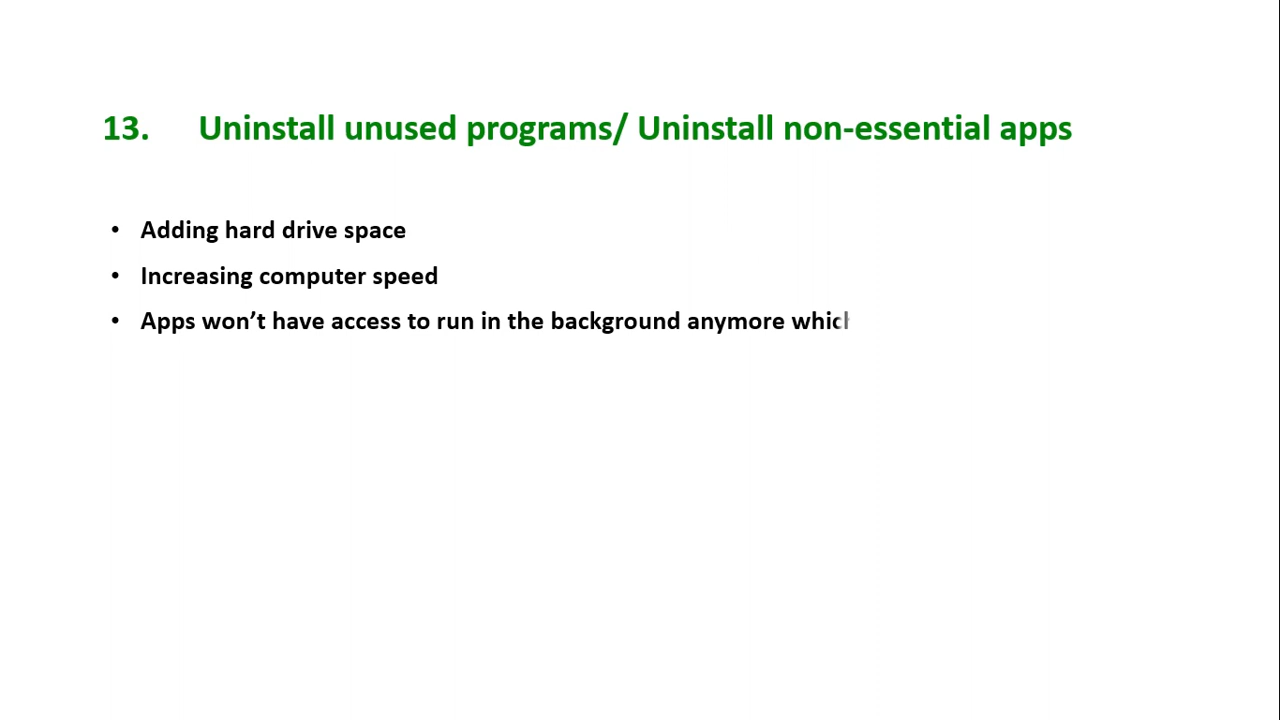 13. Uninstall unused programs/ Uninstall non-essential apps
• Adding hard drive space
• Increasing computer speed
• Apps won’t have access to run in the background anymore which